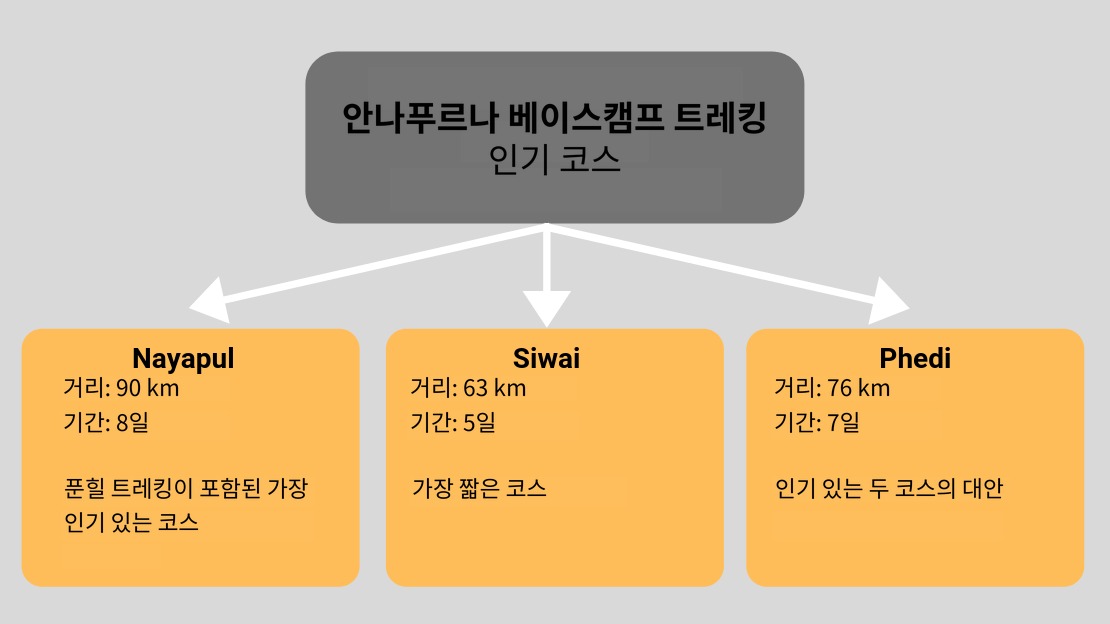 안나푸르나 베이스캠프 트레킹
인기 코스
Nayapul
거리: 90 km
기간: 8일
푼힐 트레킹이 포함된 가장
인기 있는 코스
Siwai
거리: 63 km
기간: 5일
가장 짧은 코스
Phedi
거리: 76 km
기간: 7일
인기 있는 두 코스의 대안